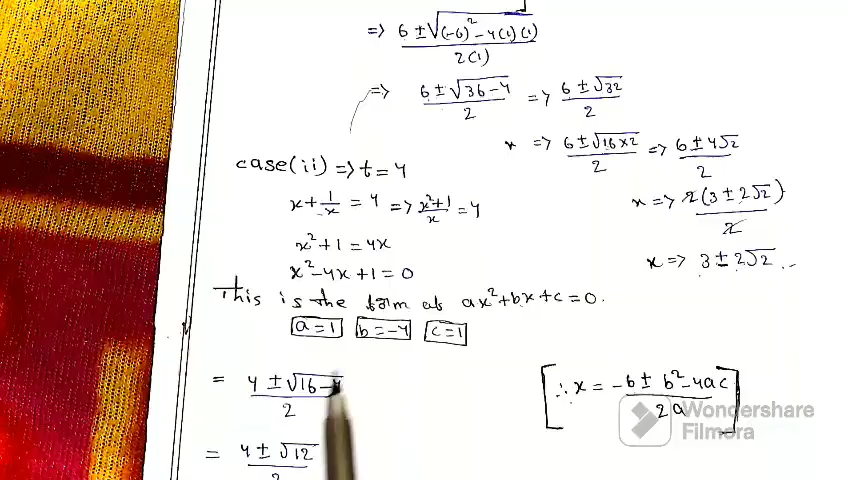 => 6 ± √(-6)² - 4(1)(1) / 2(1)
=> 6 ± √36-4 / 2 => 6 ± √32 / 2
x => 6 ± √16×2 / 2 => 6 ± 4√2 / 2
case(ii) => t = 4
x => 2(3 ± 2√2) / 2
x + 1/x = 4 => x²+1 / x = 4
x² + 1 = 4x
x => 3 ± 2√2
x² - 4x + 1 = 0
This is the form of ax² + bx + c = 0.
a = 1 b = -4 c = 1
= 4 ± √16-4 / 2
[∴ x = -b ± b² - 4ac / 2a]
Wondershare
Filmora
= 4 ± √12 / 2